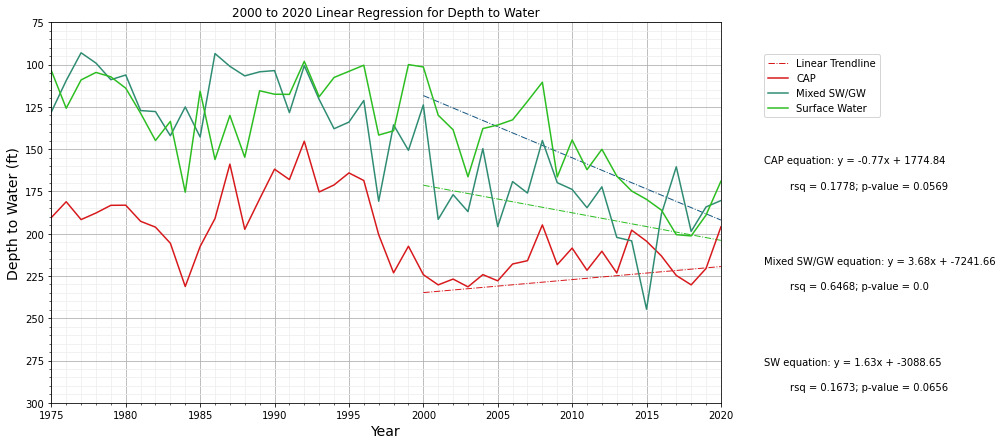 2000 to 2020 Linear Regression for Depth to Water
Depth to Water (ft)
75
100
125
150
175
200
225
250
275
300
1975
1980
1985
1990
1995
2000
2005
2010
2015
2020
Year
Linear Trendline
CAP
Mixed SW/GW
Surface Water
CAP equation: y = -0.77x + 1774.84
rsq = 0.1778; p-value = 0.0569
Mixed SW/GW equation: y = 3.68x + -7241.66
rsq = 0.6468; p-value = 0.0
SW equation: y = 1.63x + -3088.65
rsq = 0.1673; p-value = 0.0656